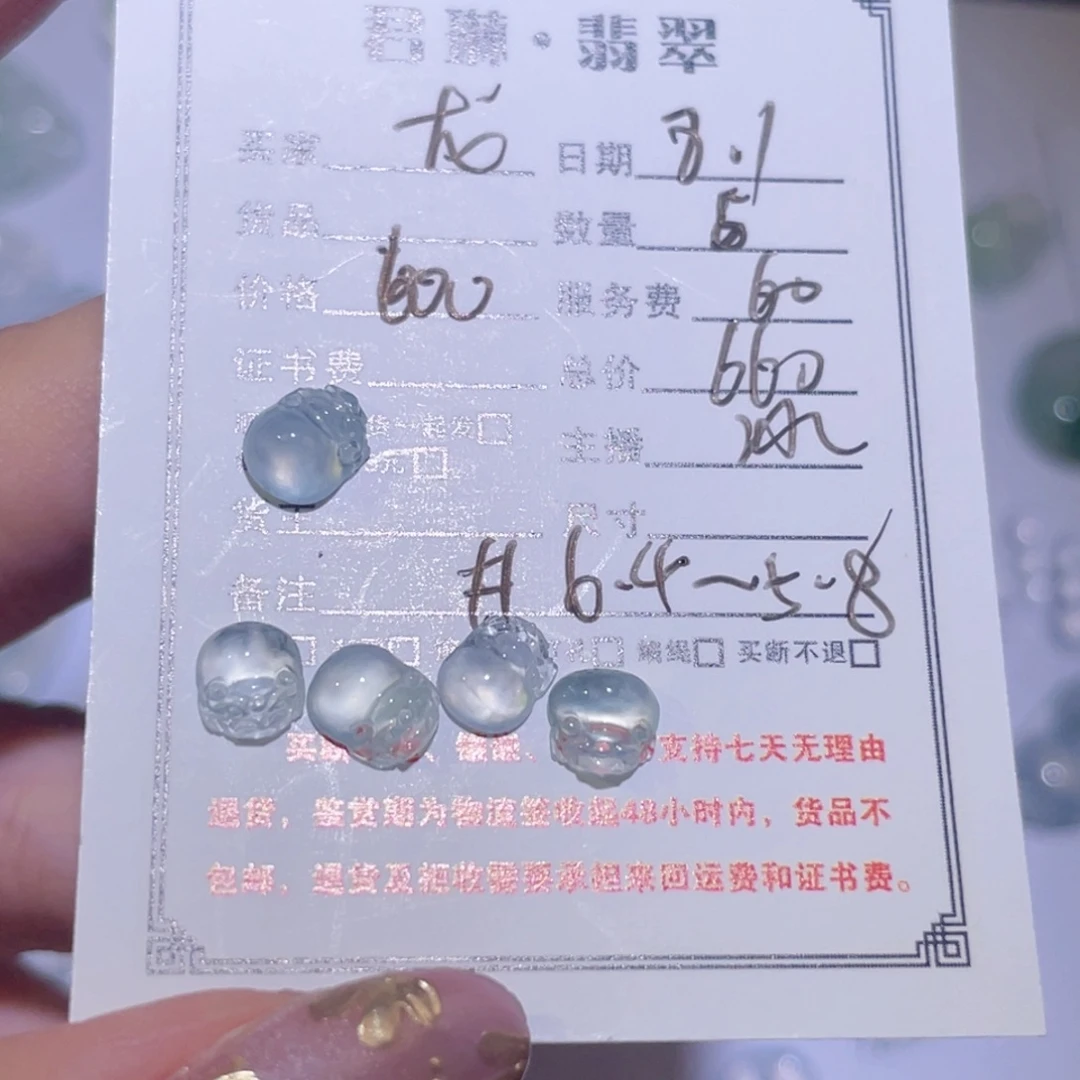 君琳·翡翠
买家 龙 日期 3.1
货品 数量 5
价格 600 服务费 60
证书费 总价 660
主播
货主 尺寸
备注 # 6.4~5.8
买断不退
支持七天无理由
退货，鉴赏期为物流签收起48小时内，货品不
包邮，退货及拒收需要承担来回运费和证书费。